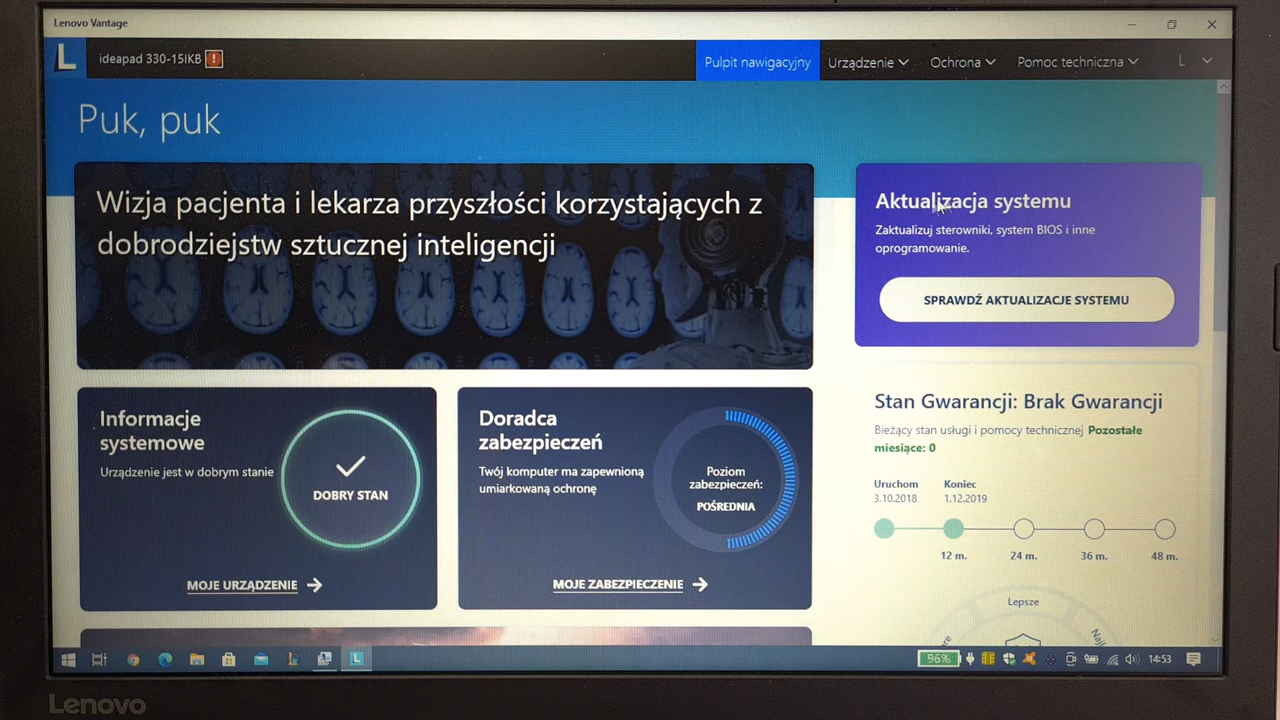 Lenovo Vantage
L
ideapad 330-15IKB !
Pulpit nawigacyjny
Urządzenie
Ochrona
Pomoc techniczna
L
Puk, puk
Wizja pacjenta i lekarza przyszłości korzystających z
dobrodziejstw sztucznej inteligencji
Aktualizacja systemu
Zaktualizuj sterowniki, system BIOS i inne
oprogramowanie.
SPRAWDŹ AKTUALIZACJE SYSTEMU
Informacje
systemowe
Urządzenie jest w dobrym stanie
DOBRY STAN
MOJE URZĄDZENIE
Doradca
zabezpieczeń
Twój komputer ma zapewnioną
umiarkowaną ochronę
Poziom
zabezpieczeń:
POŚREDNIA
MOJE ZABEZPIECZENIE
Stan Gwarancji: Brak Gwarancji
Bieżący stan usługi i pomocy technicznej Pozostałe
miesiące: 0
Uruchom Koniec
3.10.2018 1.12.2019
12 m. 24 m. 36 m. 48 m.
Lepsze
96%
14:53
Lenovo